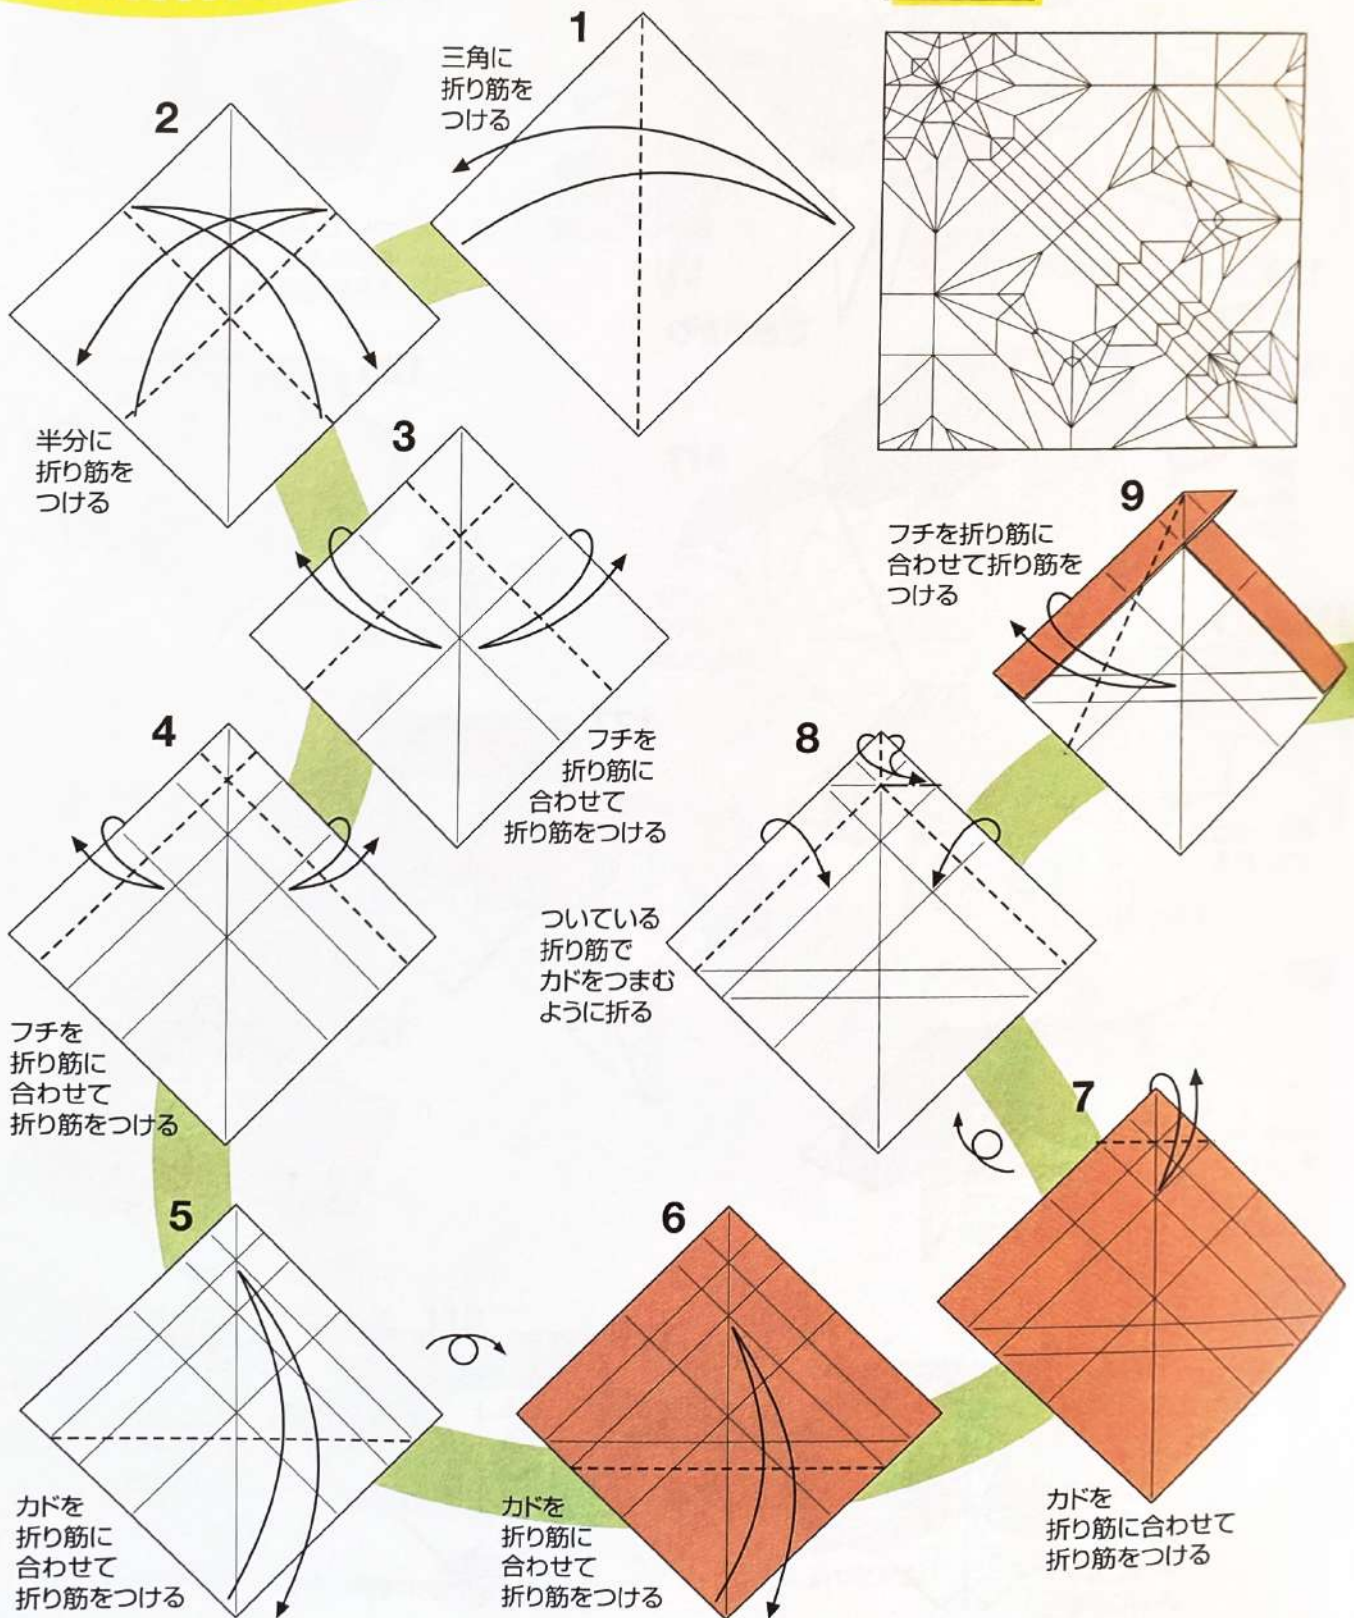 1
三角に
折り筋を
つける
2
半分に
折り筋を
つける
3
フチを
折り筋に
合わせて
折り筋をつける
4
フチを
折り筋に
合わせて
折り筋をつける
5
カドを
折り筋に
合わせて
折り筋をつける
6
カドを
折り筋に
合わせて
折り筋をつける
7
カドを
折り筋に合わせて
折り筋をつける
8
ついている
折り筋で
カドをつまむ
ように折る
9
フチを折り筋に
合わせて折り筋を
つける